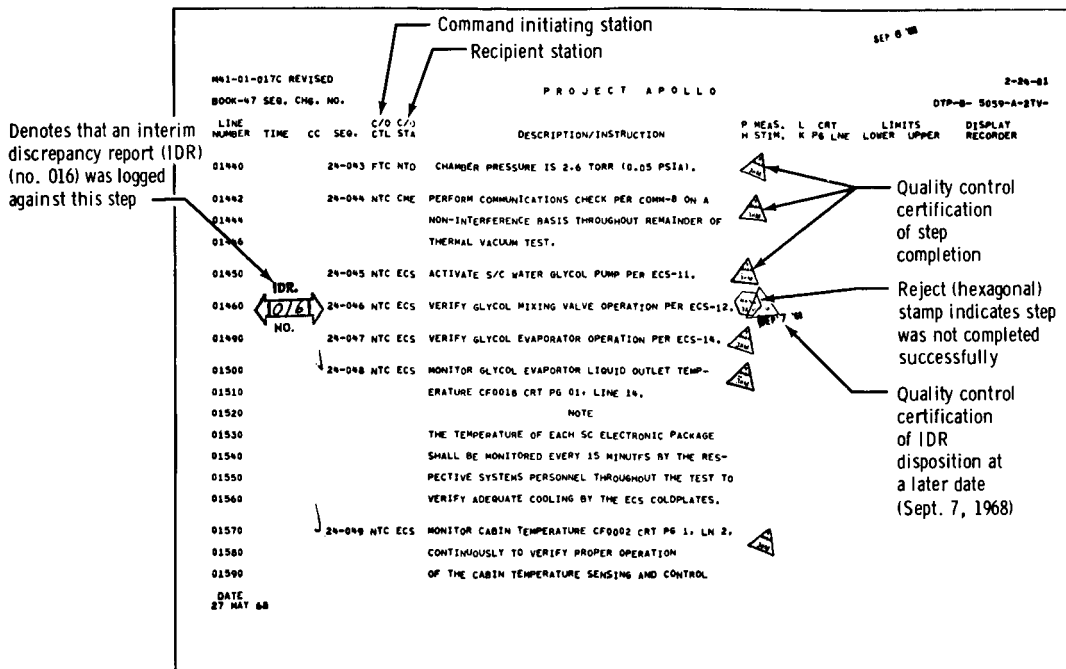 Command initiating station
Recipient station
SEP 6 '68
M41-01-017C REVISED
2-24-81
BOOK-47 SEQ. CHG. NO.
PROJECT APOLLO
DTP-B- 5059-A-2TV-
LINE NUMBER TIME CC SEQ. C/O CTL C/O STA DESCRIPTION/INSTRUCTION P H MEAS. STIM. L K CRT PG LNE LIMITS LOWER UPPER DISPLAY RECORDER
Denotes that an interim
discrepancy report (IDR)
(no. 016) was logged
against this step
01440 24-043 FTC NTD CHAMBER PRESSURE IS 2.6 TORR (0.05 PSIA).
01442 24-044 NTC CME PERFORM COMMUNICATIONS CHECK PER COMM-8 ON A
01444 NON-INTERFERENCE BASIS THROUGHOUT REMAINDER OF
01446 THERMAL VACUUM TEST.
01450 24-045 NTC ECS ACTIVATE S/C WATER GLYCOL PUMP PER ECS-11.
IDR.
01460 016 24-046 NTC ECS VERIFY GLYCOL MIXING VALVE OPERATION PER ECS-12.
NO.
SEP 7 '68
01490 24-047 NTC ECS VERIFY GLYCOL EVAPORATOR OPERATION PER ECS-14.
01500 24-048 NTC ECS MONITOR GLYCOL EVAPORTOR LIQUID OUTLET TEMP-
01510 ERATURE CF0018 CRT PG 01, LINE 14.
01520 NOTE
01530 THE TEMPERATURE OF EACH SC ELECTRONIC PACKAGE
01540 SHALL BE MONITORED EVERY 15 MINUTES BY THE RES-
01550 PECTIVE SYSTEMS PERSONNEL THROUGHOUT THE TEST TO
01560 VERIFY ADEQUATE COOLING BY THE ECS COLDPLATES.
01570 24-049 NTC ECS MONITOR CABIN TEMPERATURE CF0002 CRT PG 1, LN 2,
01580 CONTINUOUSLY TO VERIFY PROPER OPERATION
01590 OF THE CABIN TEMPERATURE SENSING AND CONTROL
DATE
27 MAY 68
Quality control
certification
of step
completion
Reject (hexagonal)
stamp indicates step
was not completed
successfully
Quality control
certification
of IDR
disposition at
a later date
(Sept. 7, 1968)